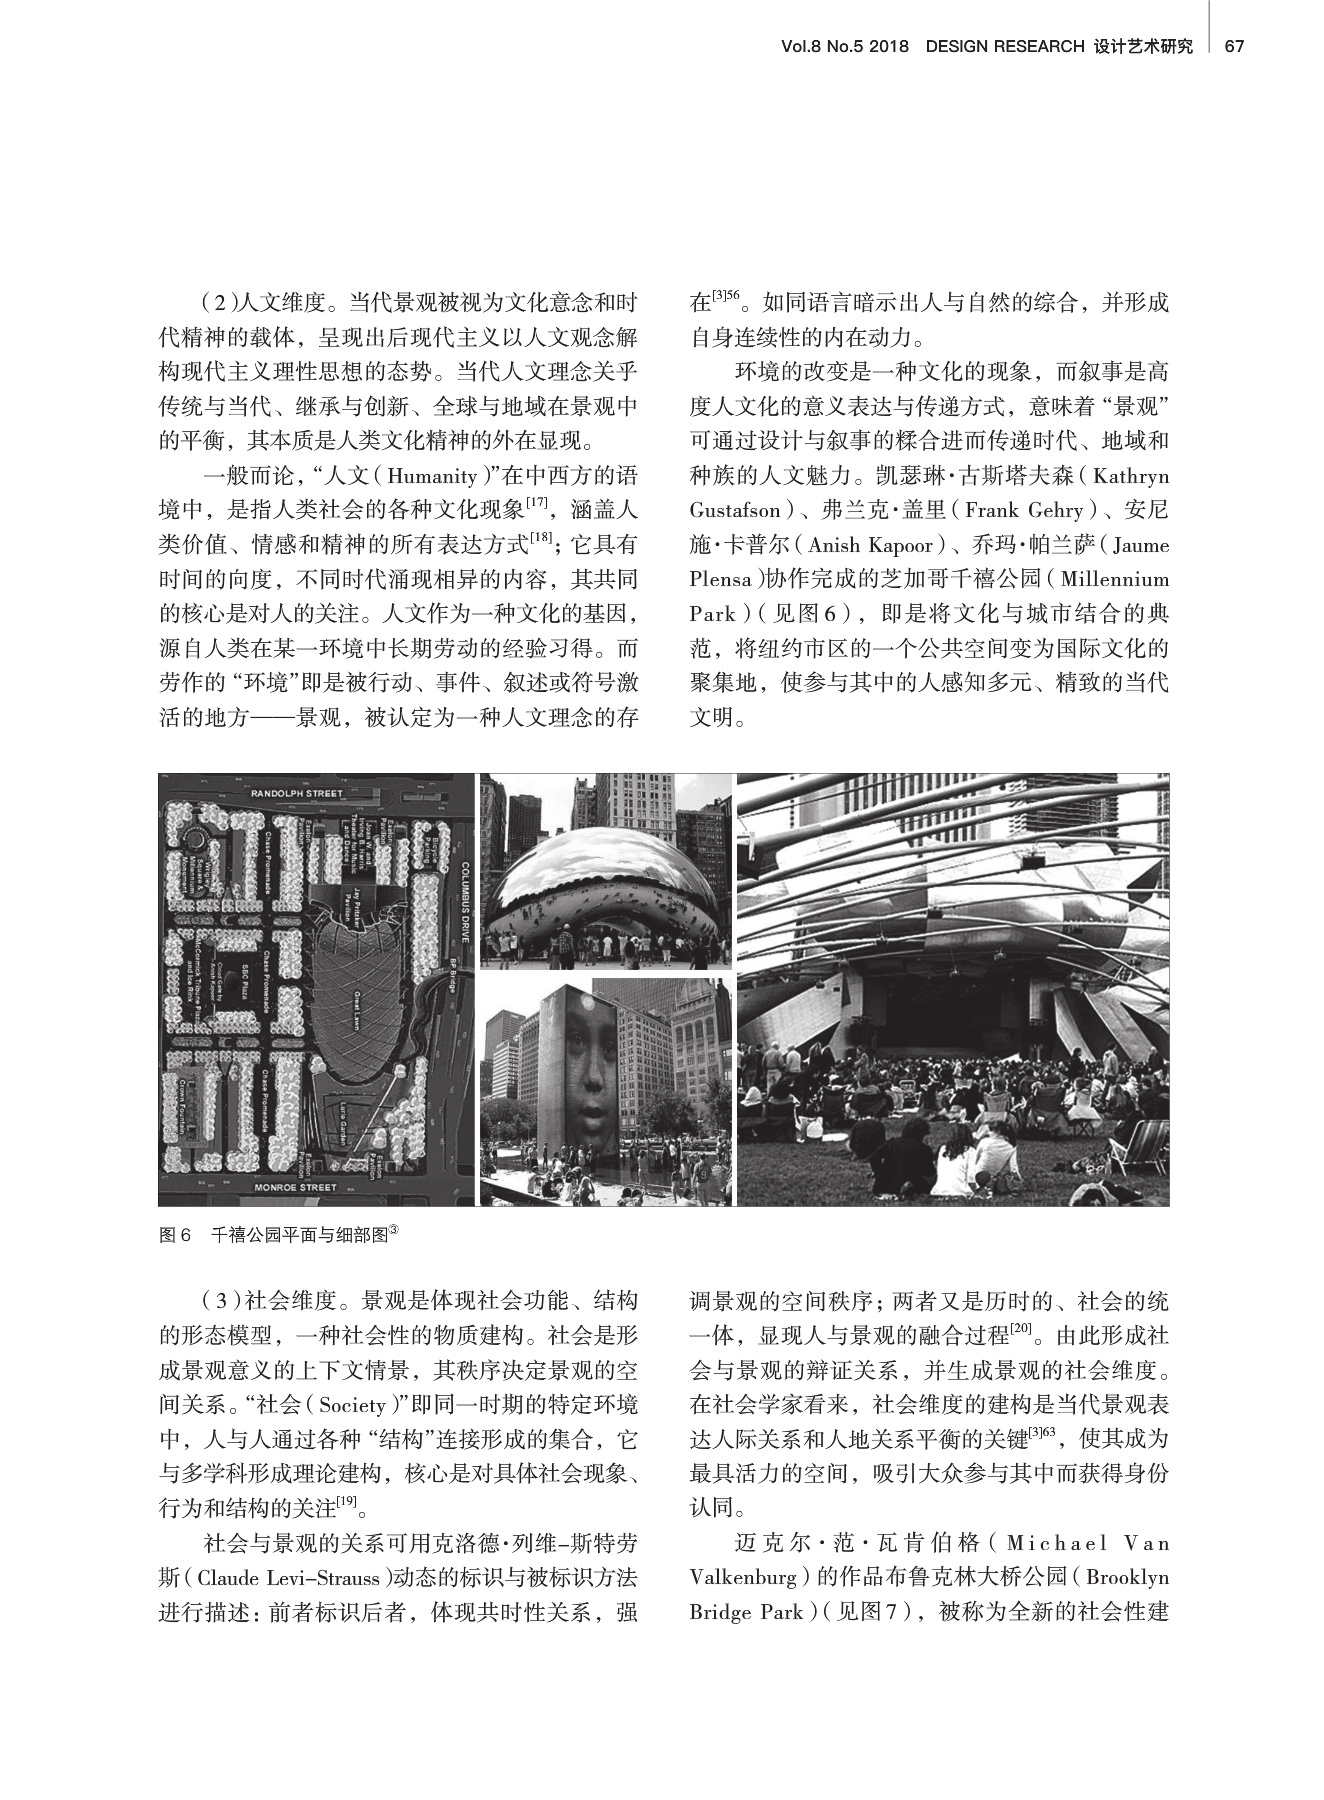 Vol.8 No.5 2018 DESIGN RESEARCH 设计艺术研究 67
（2）人文维度。当代景观被视为文化意念和时
代精神的载体，呈现出后现代主义以人文观念解
构现代主义理性思想的态势。当代人文理念关乎
传统与当代、继承与创新、全球与地域在景观中
的平衡，其本质是人类文化精神的外在显现。
一般而论，“人文（Humanity）”在中西方的语
境中，是指人类社会的各种文化现象[17]，涵盖人
类价值、情感和精神的所有表达方式[18]；它具有
时间的向度，不同时代涌现相异的内容，其共同
的核心是对人的关注。人文作为一种文化的基因，
源自人类在某一环境中长期劳动的经验习得。而
劳作的“环境”即是被行动、事件、叙述或符号激
活的地方——景观，被认定为一种人文理念的存
在[3]56。如同语言暗示出人与自然的综合，并形成
自身连续性的内在动力。
环境的改变是一种文化的现象，而叙事是高
度人文化的意义表达与传递方式，意味着“景观”
可通过设计与叙事的糅合进而传递时代、地域和
种族的人文魅力。凯瑟琳·古斯塔夫森（Kathryn
Gustafson）、弗兰克·盖里（Frank Gehry）、安尼
施·卡普尔（Anish Kapoor）、乔玛·帕兰萨（Jaume
Plensa）协作完成的芝加哥千禧公园（Millennium
Park）（见图6），即是将文化与城市结合的典
范，将纽约市区的一个公共空间变为国际文化的
聚集地，使参与其中的人感知多元、精致的当代
文明。
RANDOLPH STREET
Exelon Pavilion
Joan W. and Irving B. Harris Theater for Music and Dance
Exelon Pavilion
Bicycle Parking
Chase Promenade
Wrigley Square & Millennium Monument
Jay Pritzker Pavilion
COLUMBUS DRIVE
BP Bridge
McCormick Tribune Plaza and Ice Rink
Cloud Gate by Anish Kapoor
SBC Plaza
Chase Promenade
Great Lawn
Crown Fountain
Chase Promenade
Lurie Garden
Exelon Pavilion
Exelon Pavilion
MONROE STREET
图6 千禧公园平面与细部图③
（3）社会维度。景观是体现社会功能、结构
的形态模型，一种社会性的物质建构。社会是形
成景观意义的上下文情景，其秩序决定景观的空
间关系。“社会（Society）”即同一时期的特定环境
中，人与人通过各种“结构”连接形成的集合，它
与多学科形成理论建构，核心是对具体社会现象、
行为和结构的关注[19]。
社会与景观的关系可用克洛德·列维–斯特劳
斯（Claude Levi–Strauss）动态的标识与被标识方法
进行描述：前者标识后者，体现共时性关系，强
调景观的空间秩序；两者又是历时的、社会的统
一体，显现人与景观的融合过程[20]。由此形成社
会与景观的辩证关系，并生成景观的社会维度。
在社会学家看来，社会维度的建构是当代景观表
达人际关系和人地关系平衡的关键[3]63，使其成为
最具活力的空间，吸引大众参与其中而获得身份
认同。
迈克尔·范·瓦肯伯格（Michael Van
Valkenburg）的作品布鲁克林大桥公园（Brooklyn
Bridge Park）（见图7），被称为全新的社会性建